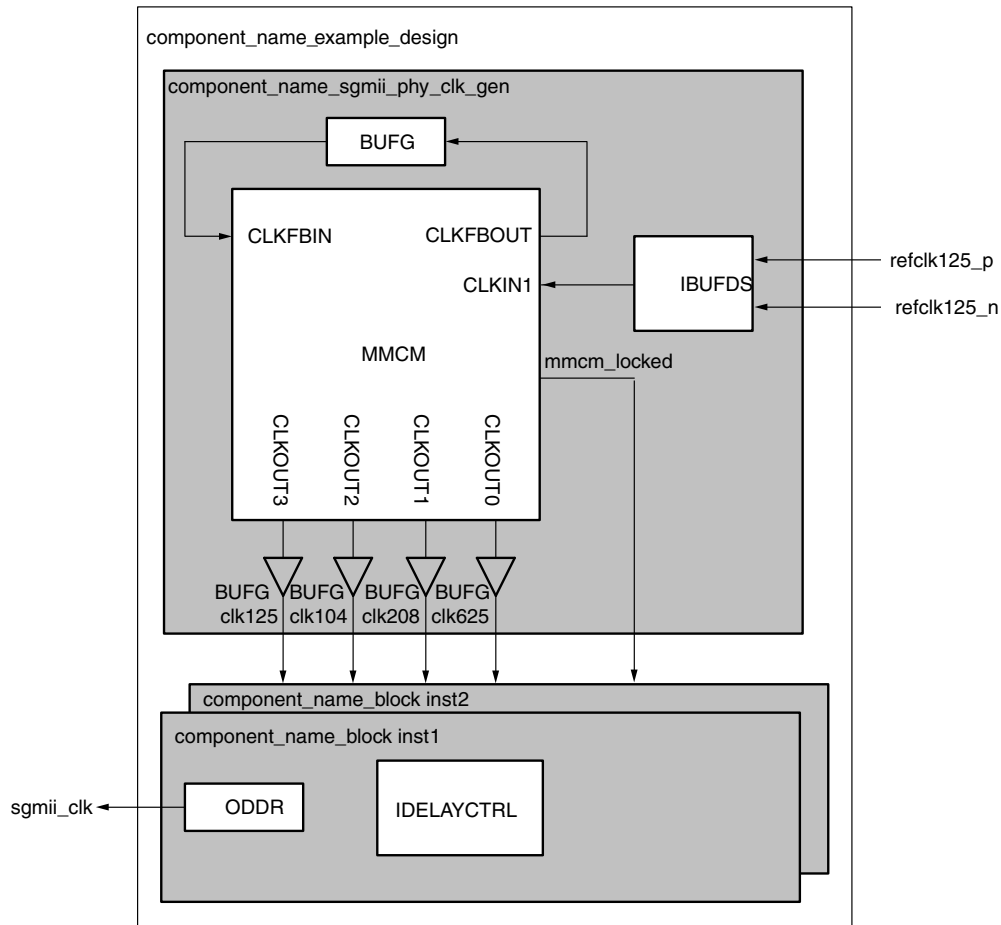 component_name_example_design
component_name_sgmii_phy_clk_gen
BUFG
CLKFBIN
CLKFBOUT
CLKIN1
IBUFDS
refclk125_p
refclk125_n
MMCM
mmcm_locked
CLKOUT3
CLKOUT2
CLKOUT1
CLKOUT0
BUFG
BUFG
BUFG
BUFG
clk125
clk104
clk208
clk625
component_name_block inst2
component_name_block inst1
sgmii_clk
ODDR
IDELAYCTRL